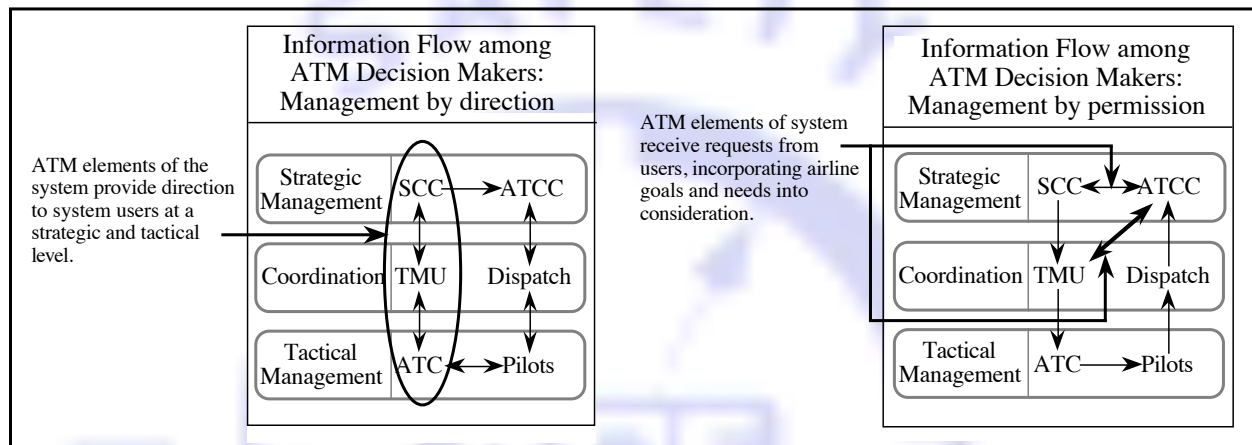 Information Flow among
ATM Decision Makers:
Management by direction
ATM elements of the
system provide direction
to system users at a
strategic and tactical
level.
Strategic
Management
SCC
ATCC
Coordination
TMU
Dispatch
Tactical
Management
ATC
Pilots
Information Flow among
ATM Decision Makers:
Management by permission
ATM elements of system
receive requests from
users, incorporating airline
goals and needs into
consideration.
Strategic
Management
SCC
ATCC
Coordination
TMU
Dispatch
Tactical
Management
ATC
Pilots